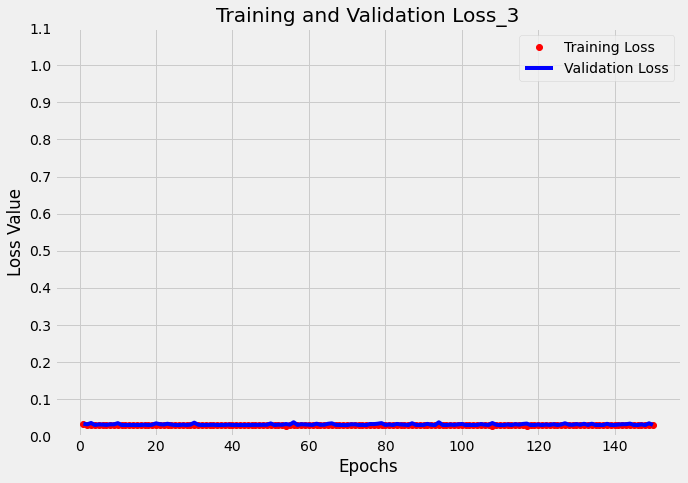 Training and Validation Loss_3
1.1
Training Loss
Validation Loss
1.0
0.9
0.8
0.7
0.6
0.5
0.4
0.3
0.2
0.1
0.0
Loss Value
0 20 40 60 80 100 120 140
Epochs